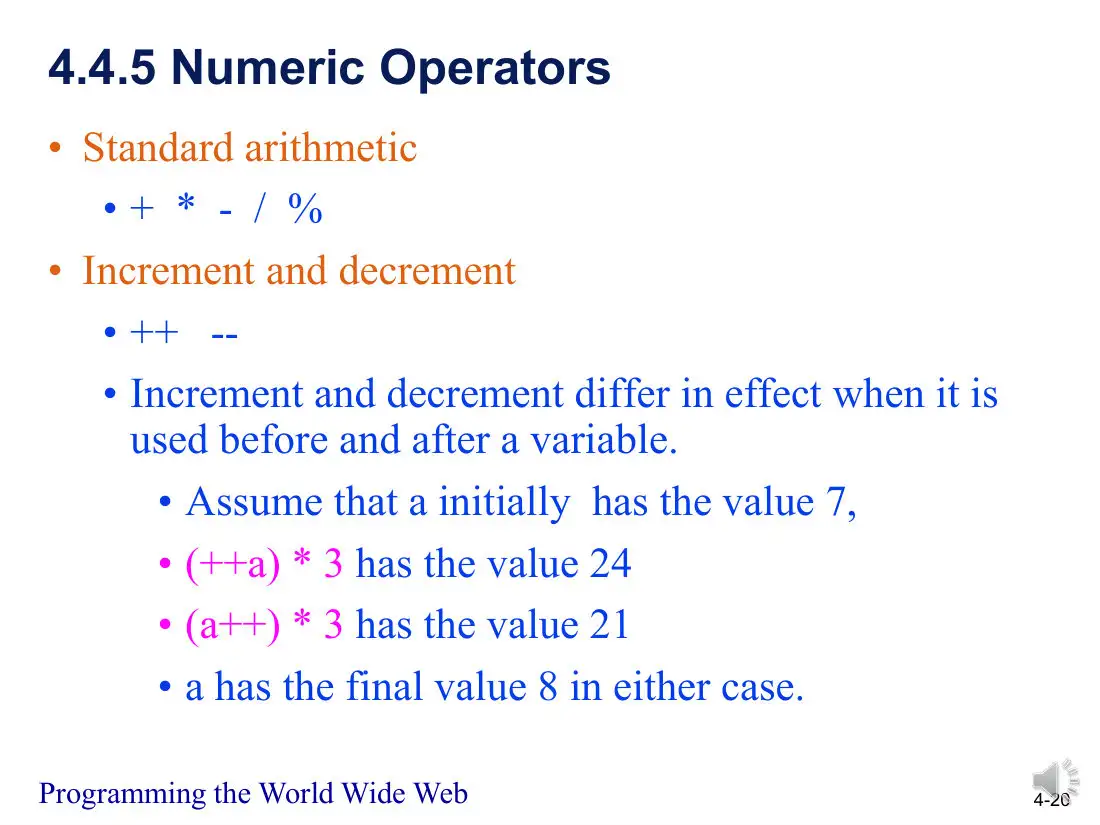 4.4.5 Numeric Operators
• Standard arithmetic
• + * - / %
• Increment and decrement
• ++ --
• Increment and decrement differ in effect when it is
used before and after a variable.
• Assume that a initially has the value 7,
• (++a) * 3 has the value 24
• (a++) * 3 has the value 21
• a has the final value 8 in either case.
Programming the World Wide Web
4-20